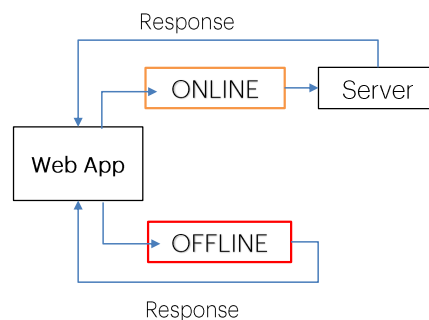 Response
ONLINE
Server
Web App
OFFLINE
Response